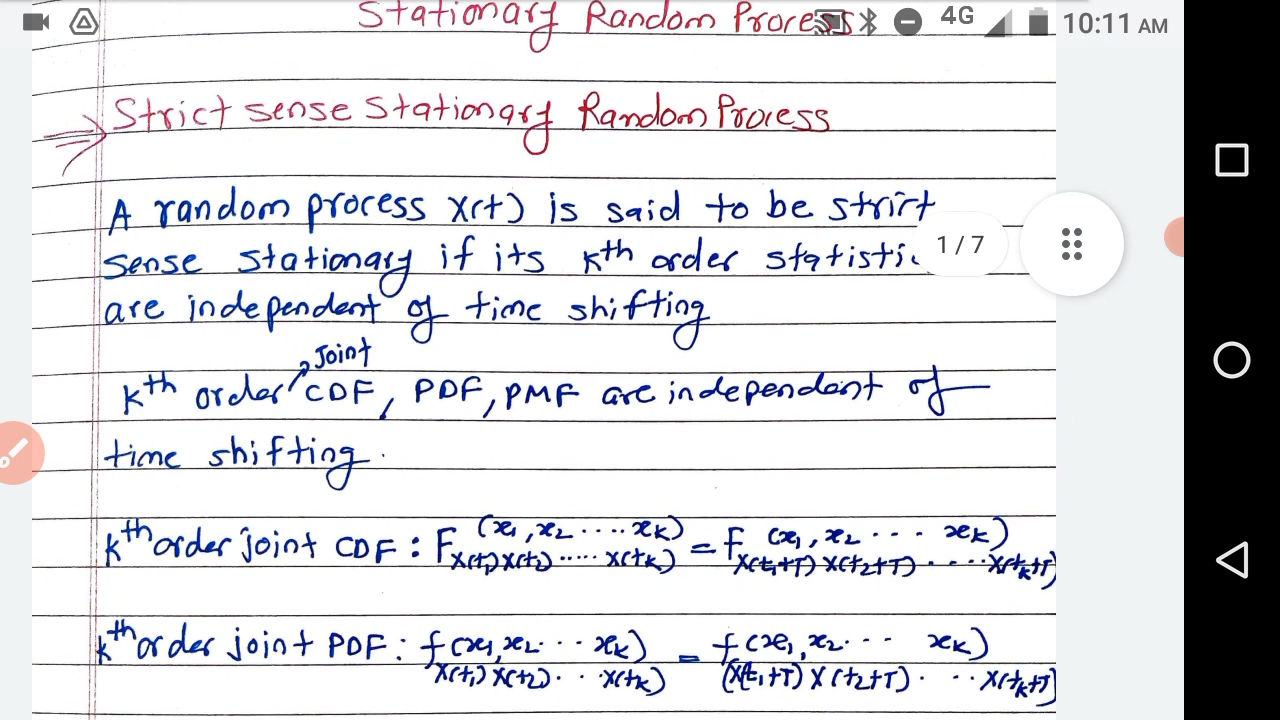 4G 10:11 AM
Stationary Random Process
Strict sense Stationary Random Process
A random process X(t) is said to be strict
sense stationary if its Kth order
1/7
are independent of time shifting
Joint
Kth order CDF, PDF, PMF are independent of
time shifting.
Kth order joint CDF : F (x1, x2 ..... xK) = F (x1, x2 ... xK)
X(t1) X(t2) ..... X(tK) X(t1+T) X(t2+T) ..... X(tK+T)
Kth order joint PDF : f (x1, x2 ... xK) = f (x1, x2 ... xK)
X(t1) X(t2) ... X(tK) (X(t1+T) X(t2+T) ... X(tK+T)